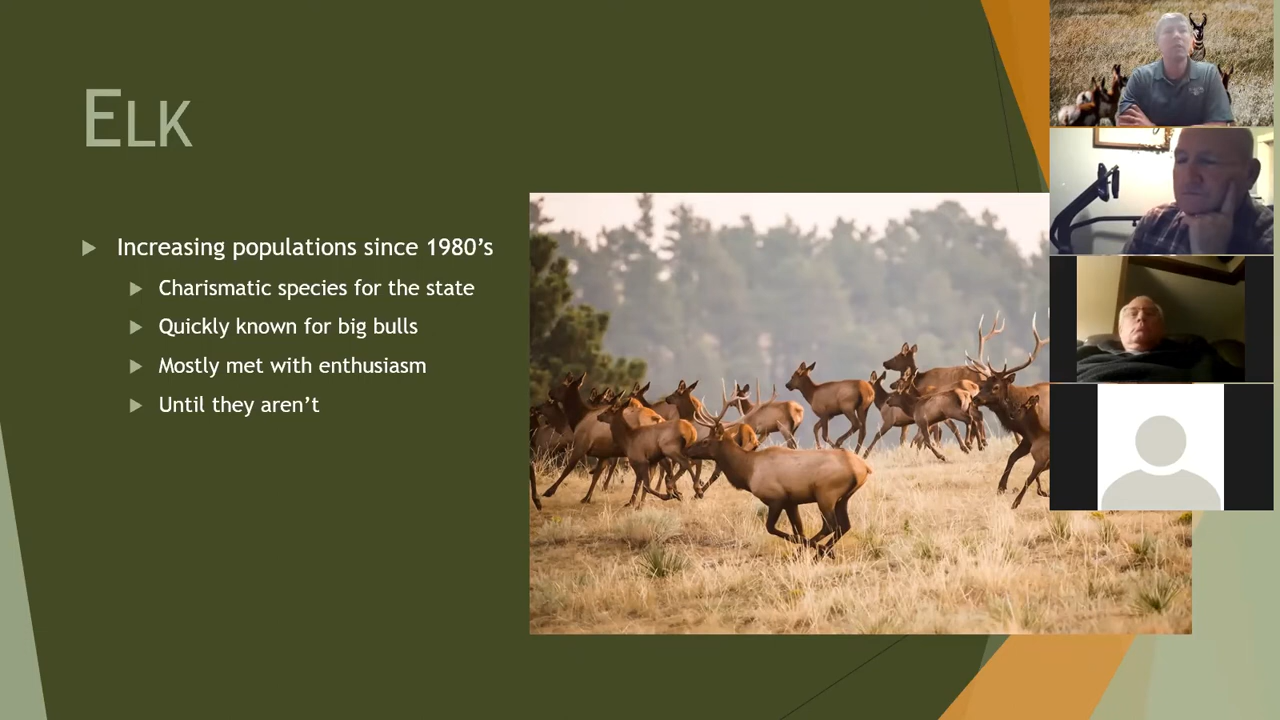 ELK
Increasing populations since 1980’s
Charismatic species for the state
Quickly known for big bulls
Mostly met with enthusiasm
Until they aren’t